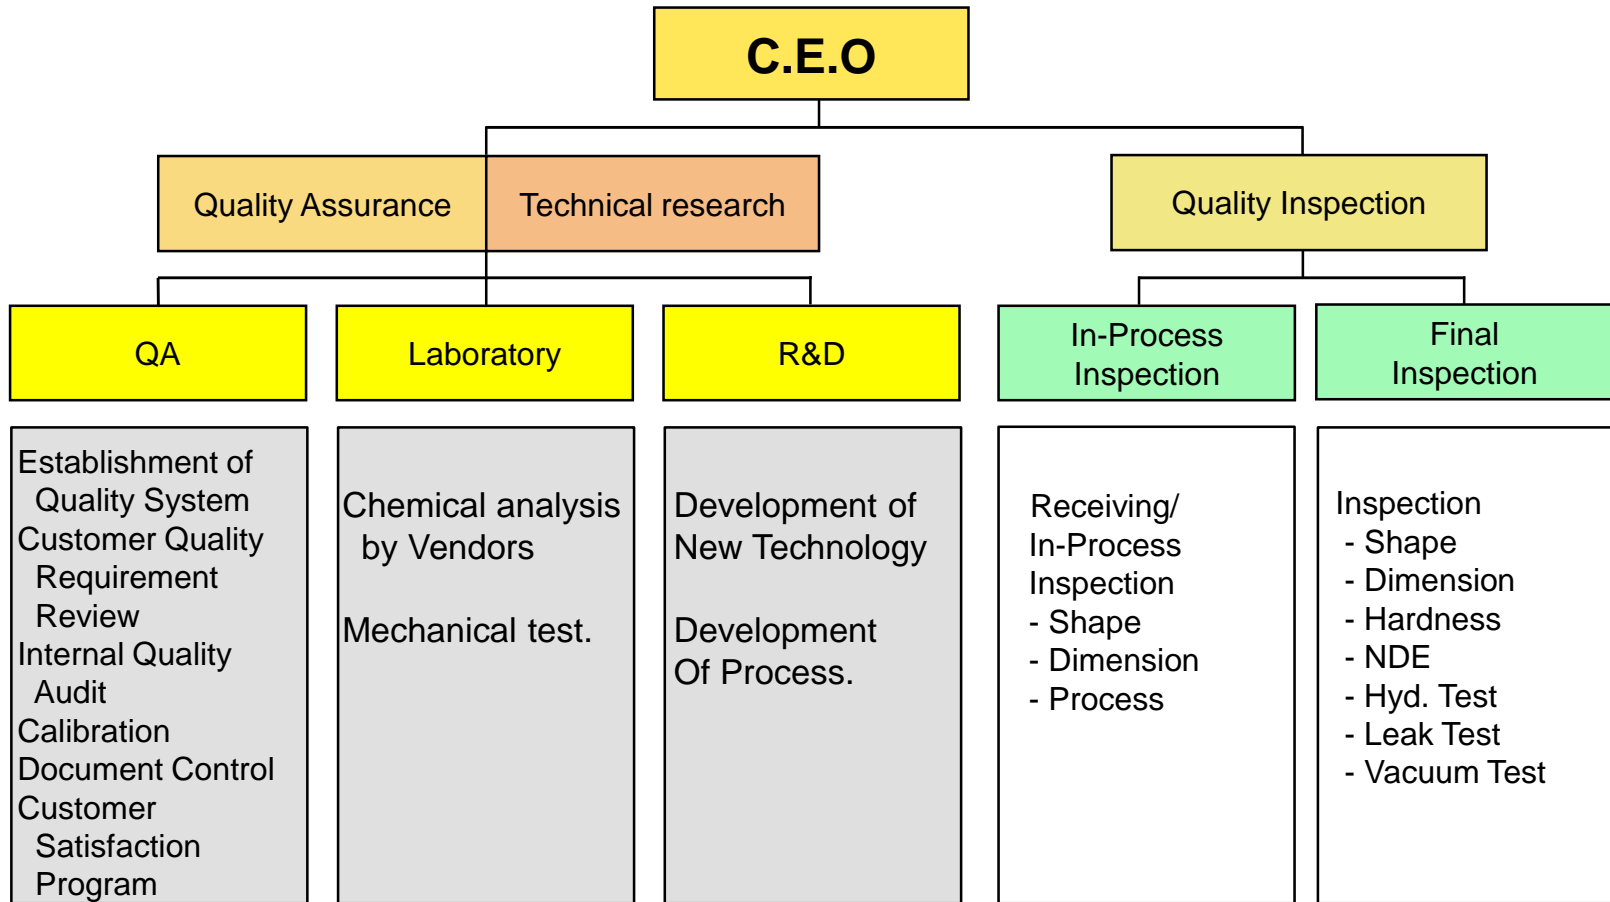 C.E.O
Quality Assurance
Technical research
Quality Inspection
QA
Laboratory
R&D
In-Process
Inspection
Final
Inspection
Establishment of
Quality System
Customer Quality
Requirement
Review
Internal Quality
Audit
Calibration
Document Control
Customer
Satisfaction
Program
Chemical analysis
by Vendors
Mechanical test.
Development of
New Technology
Development
Of Process.
Receiving/
In-Process
Inspection
- Shape
- Dimension
- Process
Inspection
- Shape
- Dimension
- Hardness
- NDE
- Hyd. Test
- Leak Test
- Vacuum Test